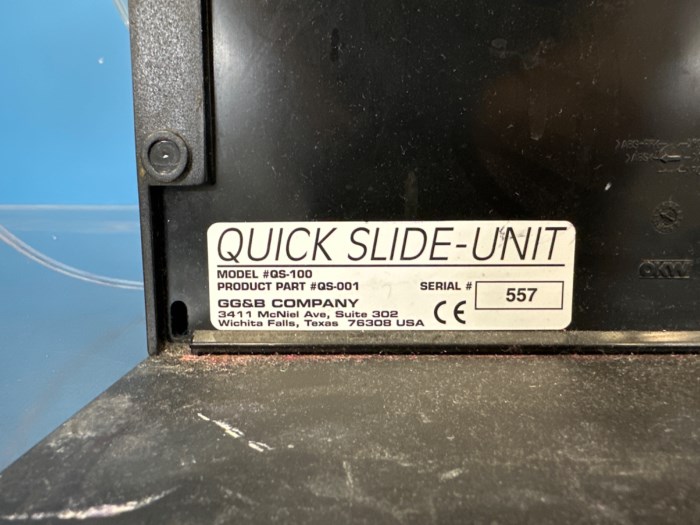 QUICK SLIDE-UNIT
MODEL #QS-100
PRODUCT PART #QS-001 SERIAL # 557
GG&B COMPANY
3411 McNiel Ave, Suite 302
Wichita Falls, Texas 76308 USA CE
OKW